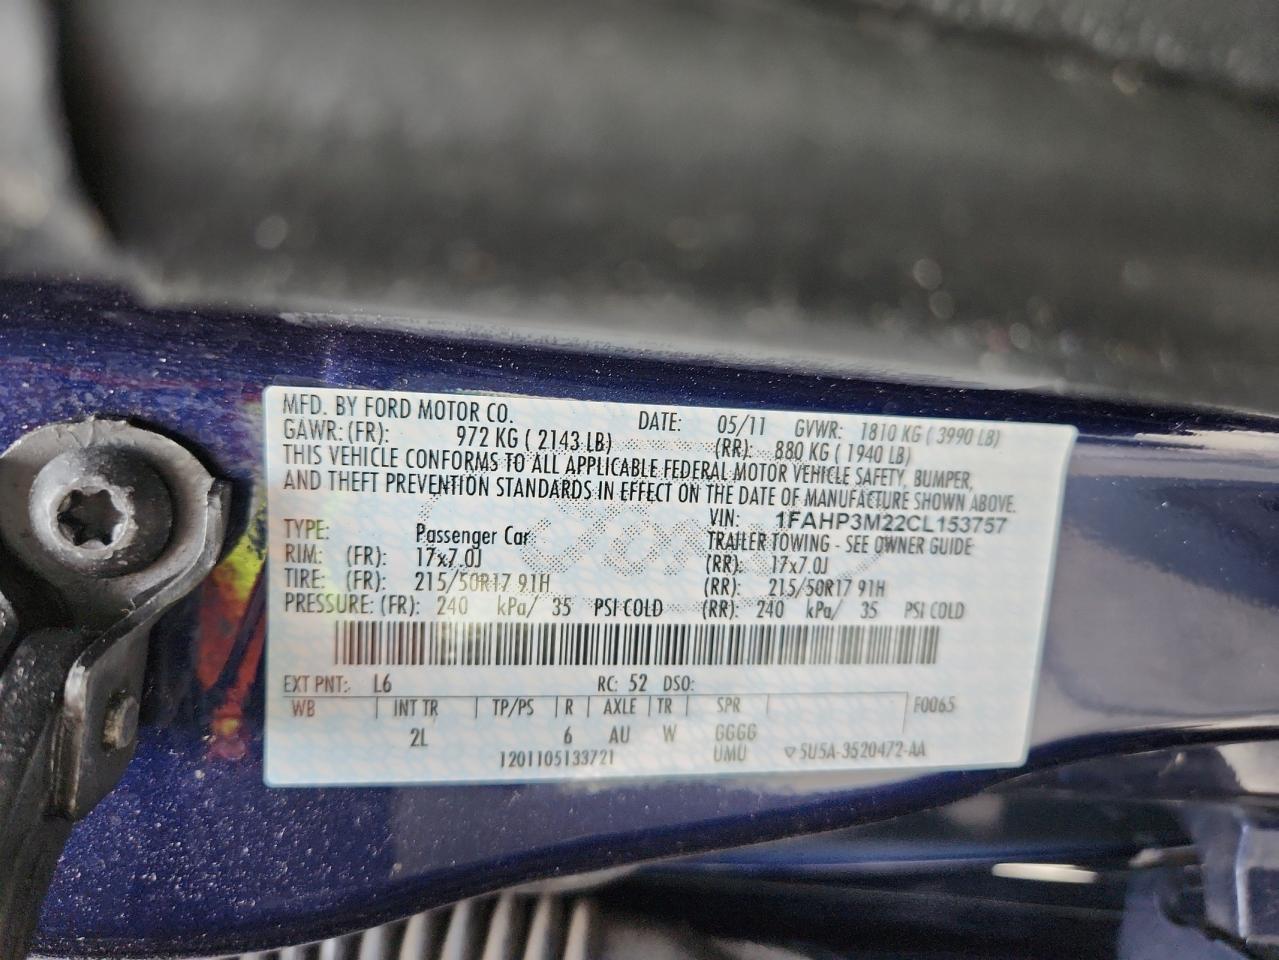 MFD. BY FORD MOTOR CO. DATE: 05/11 GVWR: 1810 KG ( 3990 LB)
GAWR: (FR): 972 KG ( 2143 LB) (RR): 880 KG ( 1940 LB)
THIS VEHICLE CONFORMS TO ALL APPLICABLE FEDERAL MOTOR VEHICLE SAFETY, BUMPER,
AND THEFT PREVENTION STANDARDS IN EFFECT ON THE DATE OF MANUFACTURE SHOWN ABOVE.
VIN: 1FAHP3M22CL153757
TYPE: Passenger Car TRAILER TOWING - SEE OWNER GUIDE
RIM: (FR): 17x7.0J (RR): 17x7.0J
TIRE: (FR): 215/50R17 91H (RR): 215/50R17 91H
PRESSURE: (FR): 240 kPa/ 35 PSI COLD (RR): 240 kPa/ 35 PSI COLD
EXT PNT: L6 RC: 52 DSO:
WB INT TR TP/PS R AXLE TR SPR F0065
2L 6 AU W GGGG
1201105133721 UMU 5U5A-3520472-AA